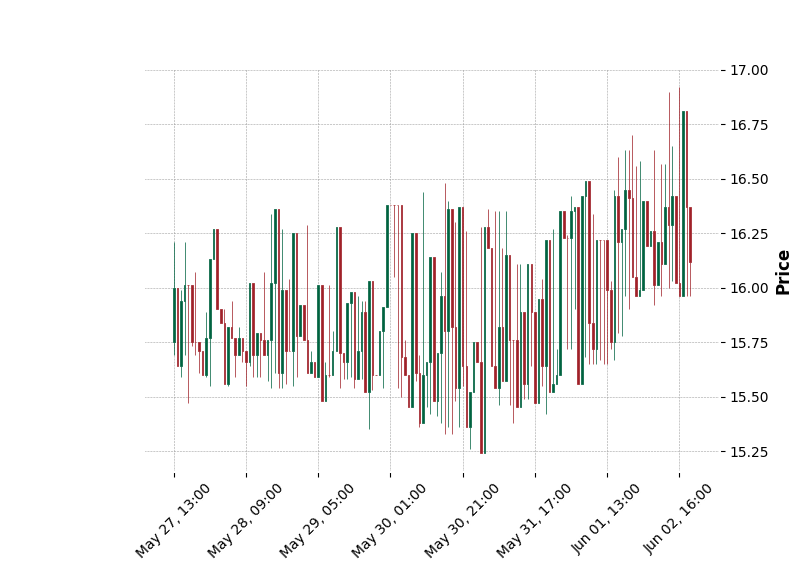 17.00
16.75
16.50
16.25
16.00
15.75
15.50
15.25
Price
May 27, 13:00
May 28, 09:00
May 29, 05:00
May 30, 01:00
May 30, 21:00
May 31, 17:00
Jun 01, 13:00
Jun 02, 16:00